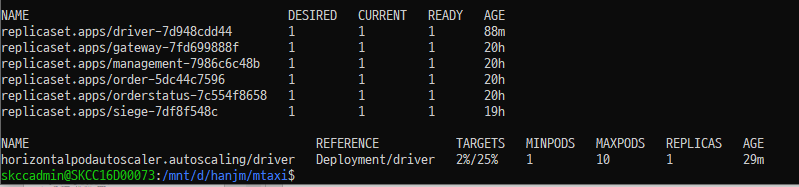 NAME DESIRED CURRENT READY AGE
replicaset.apps/driver-7d948cdd44 1 1 1 88m
replicaset.apps/gateway-7fd699888f 1 1 1 20h
replicaset.apps/management-7986c6c48b 1 1 1 20h
replicaset.apps/order-5dc44c7596 1 1 1 20h
replicaset.apps/orderstatus-7c554f8658 1 1 1 20h
replicaset.apps/siege-7df8f548c 1 1 1 19h
NAME REFERENCE TARGETS MINPODS MAXPODS REPLICAS AGE
horizontalpodautoscaler.autoscaling/driver Deployment/driver 2%/25% 1 10 1 29m
skccadmin@SKCC16D00073:/mnt/d/hanjm/mtaxi$